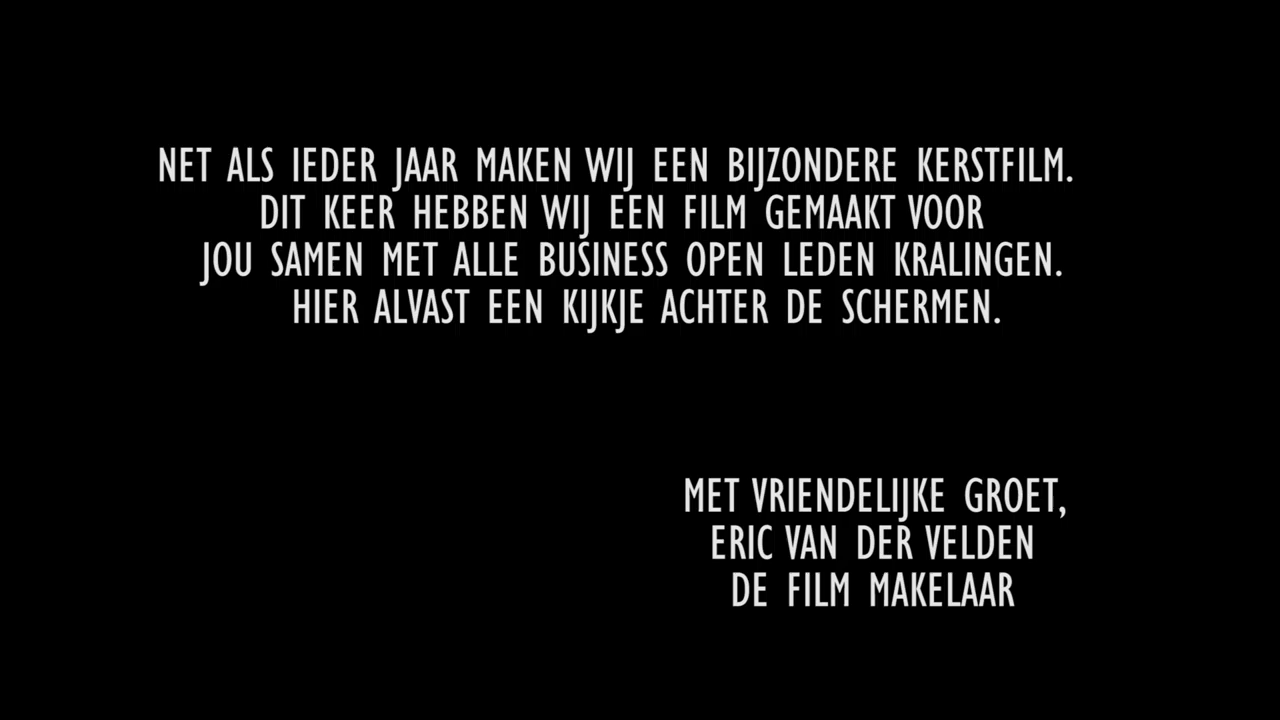 NET ALS IEDER JAAR MAKEN WIJ EEN BIJZONDERE KERSTFILM.
DIT KEER HEBBEN WIJ EEN FILM GEMAAKT VOOR
JOU SAMEN MET ALLE BUSINESS OPEN LEDEN KRALINGEN.
HIER ALVAST EEN KIJKJE ACHTER DE SCHERMEN.
MET VRIENDELIJKE GROET,
ERIC VAN DER VELDEN
DE FILM MAKELAAR